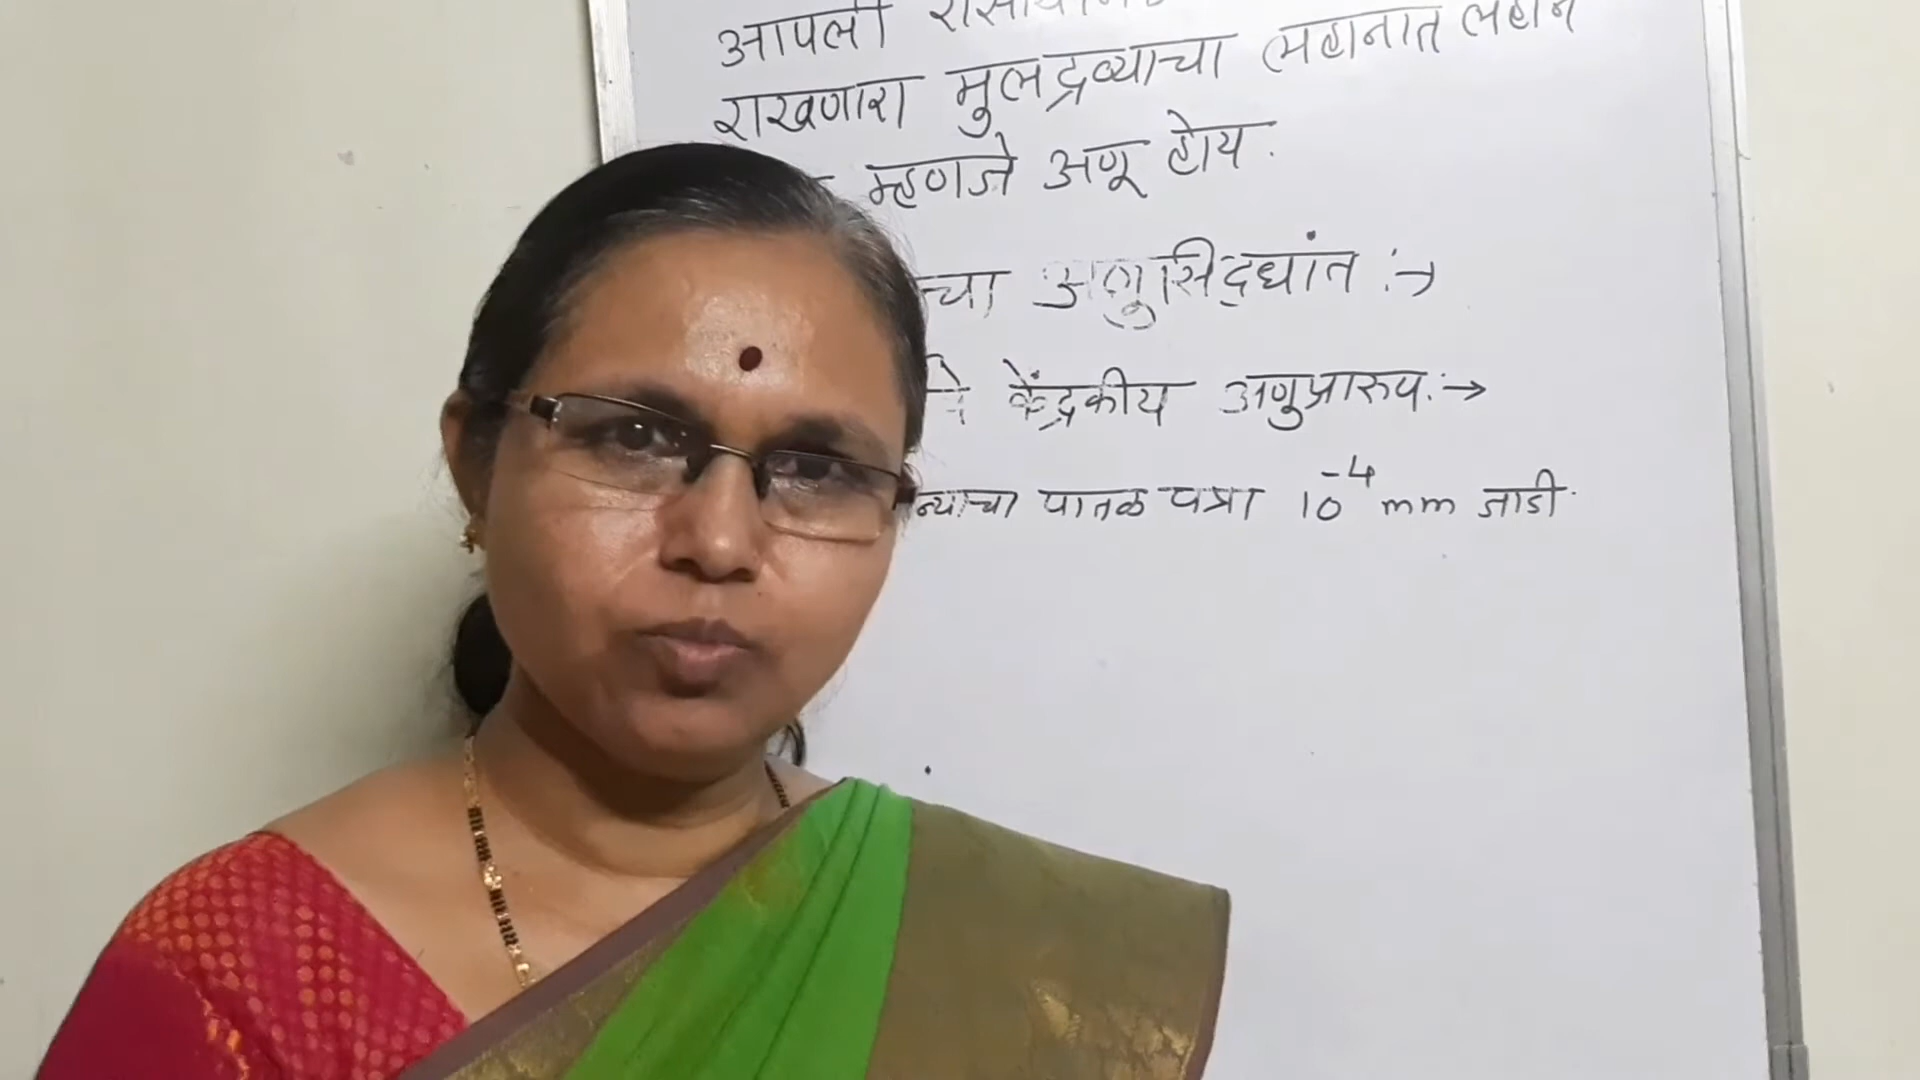 आपली
राखणारा मुलद्रव्याचा लहानात लहान
म्हणजे अणू होय.
चा अणुसिद्धांत :→
केंद्रकीय अणुप्रारुप :→
न्याचा पातळ पत्रा 10⁻⁴ mm जाडी.